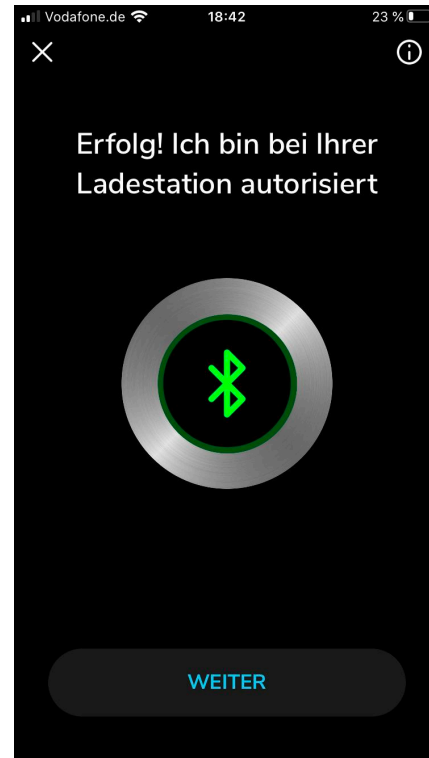 Vodafone.de 18:42 23 %
Erfolg! Ich bin bei Ihrer
Ladestation autorisiert
WEITER